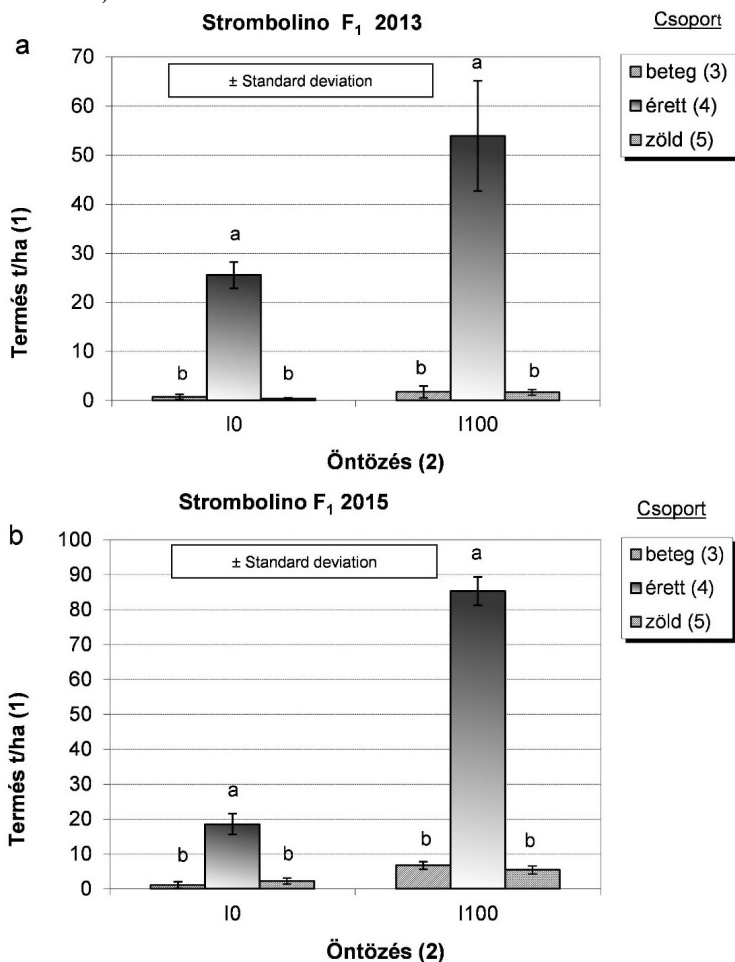 Strombolino F₁ 2013
Csoport
a
± Standard deviation
beteg (3)
érett (4)
zöld (5)
Termés t/ha (1)
70
60
50
40
30
20
10
0
a
a
b
b
b
b
I0
I100
Öntözés (2)
Strombolino F₁ 2015
Csoport
b
± Standard deviation
beteg (3)
érett (4)
zöld (5)
Termés t/ha (1)
100
90
80
70
60
50
40
30
20
10
0
a
a
b
b
b
b
I0
I100
Öntözés (2)